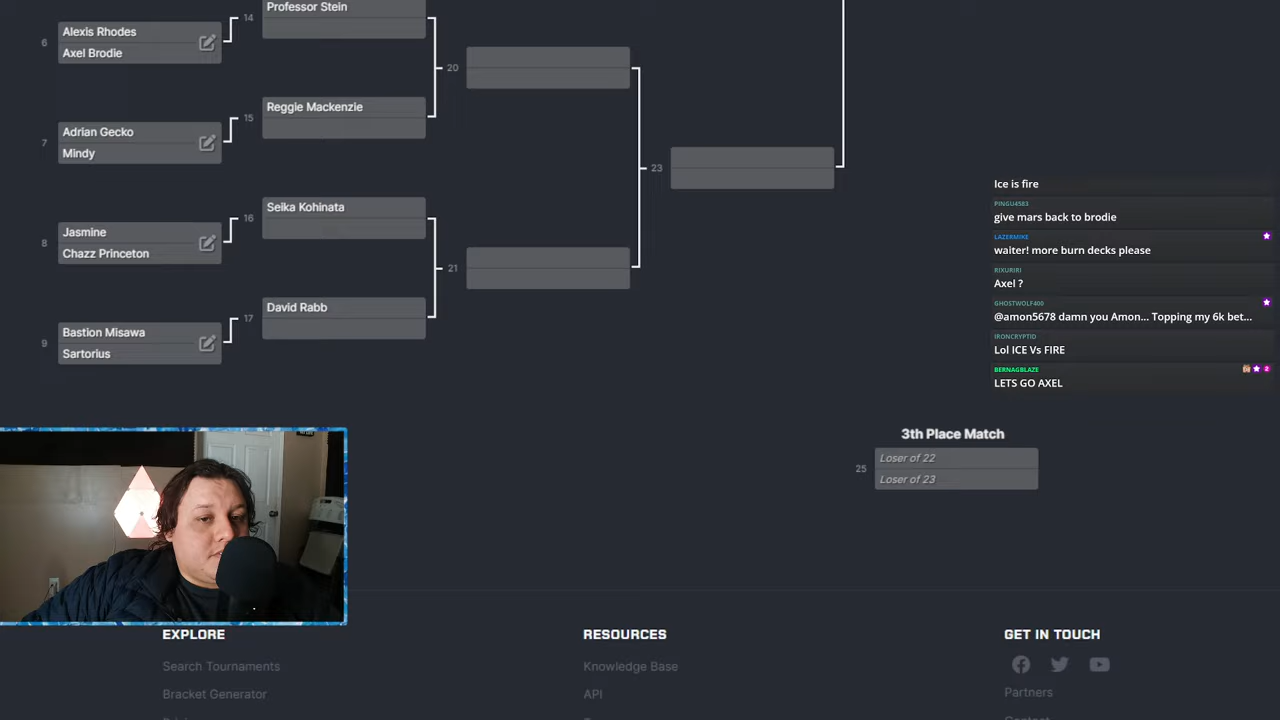 14
Professor Stein
6
Alexis Rhodes
Axel Brodie
20
15
Reggie Mackenzie
7
Adrian Gecko
Mindy
23
16
Seika Kohinata
8
Jasmine
Chazz Princeton
21
17
David Rabb
9
Bastion Misawa
Sartorius
Ice is fire
PINGU4583
give mars back to brodie
LAZERMIKE
waiter! more burn decks please
RIXURIRI
Axel ?
GHOSTWOLF400
@amon5678 damn you Amon... Topping my 6k bet...
IRONCRYPTID
Lol ICE Vs FIRE
BERNAGBLAZE
LETS GO AXEL
3th Place Match
25
Loser of 22
Loser of 23
EXPLORE
Search Tournaments
Bracket Generator
RESOURCES
Knowledge Base
API
GET IN TOUCH
Partners